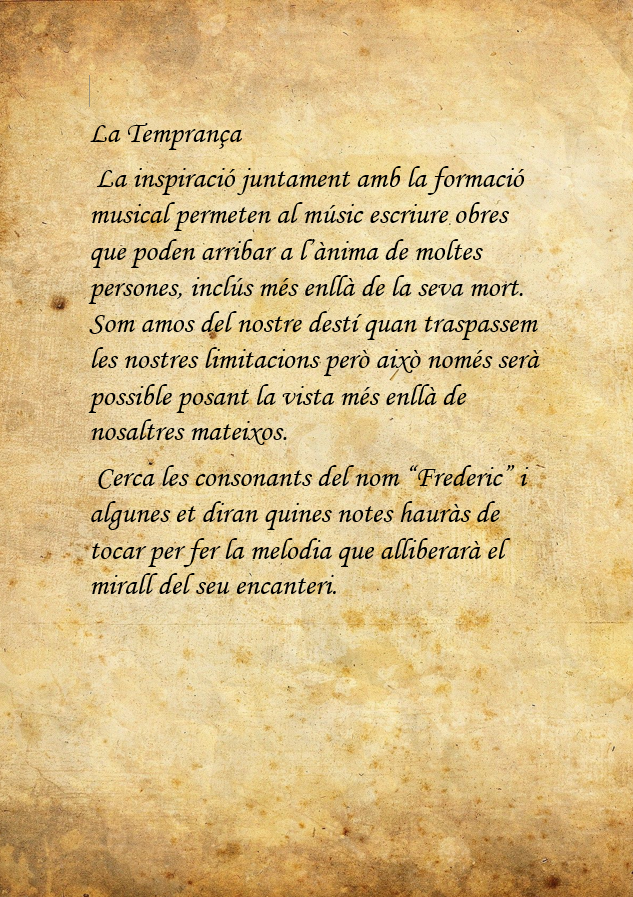 La Temprança
La inspiració juntament amb la formació
musical permeten al músic escriure obres
que poden arribar a l’ànima de moltes
persones, inclús més enllà de la seva mort.
Som amos del nostre destí quan traspassem
les nostres limitacions però això només serà
possible posant la vista més enllà de
nosaltres mateixos.
Cerca les consonants del nom “Frederic” i
algunes et diran quines notes hauràs de
tocar per fer la melodia que alliberarà el
mirall del seu encanteri.